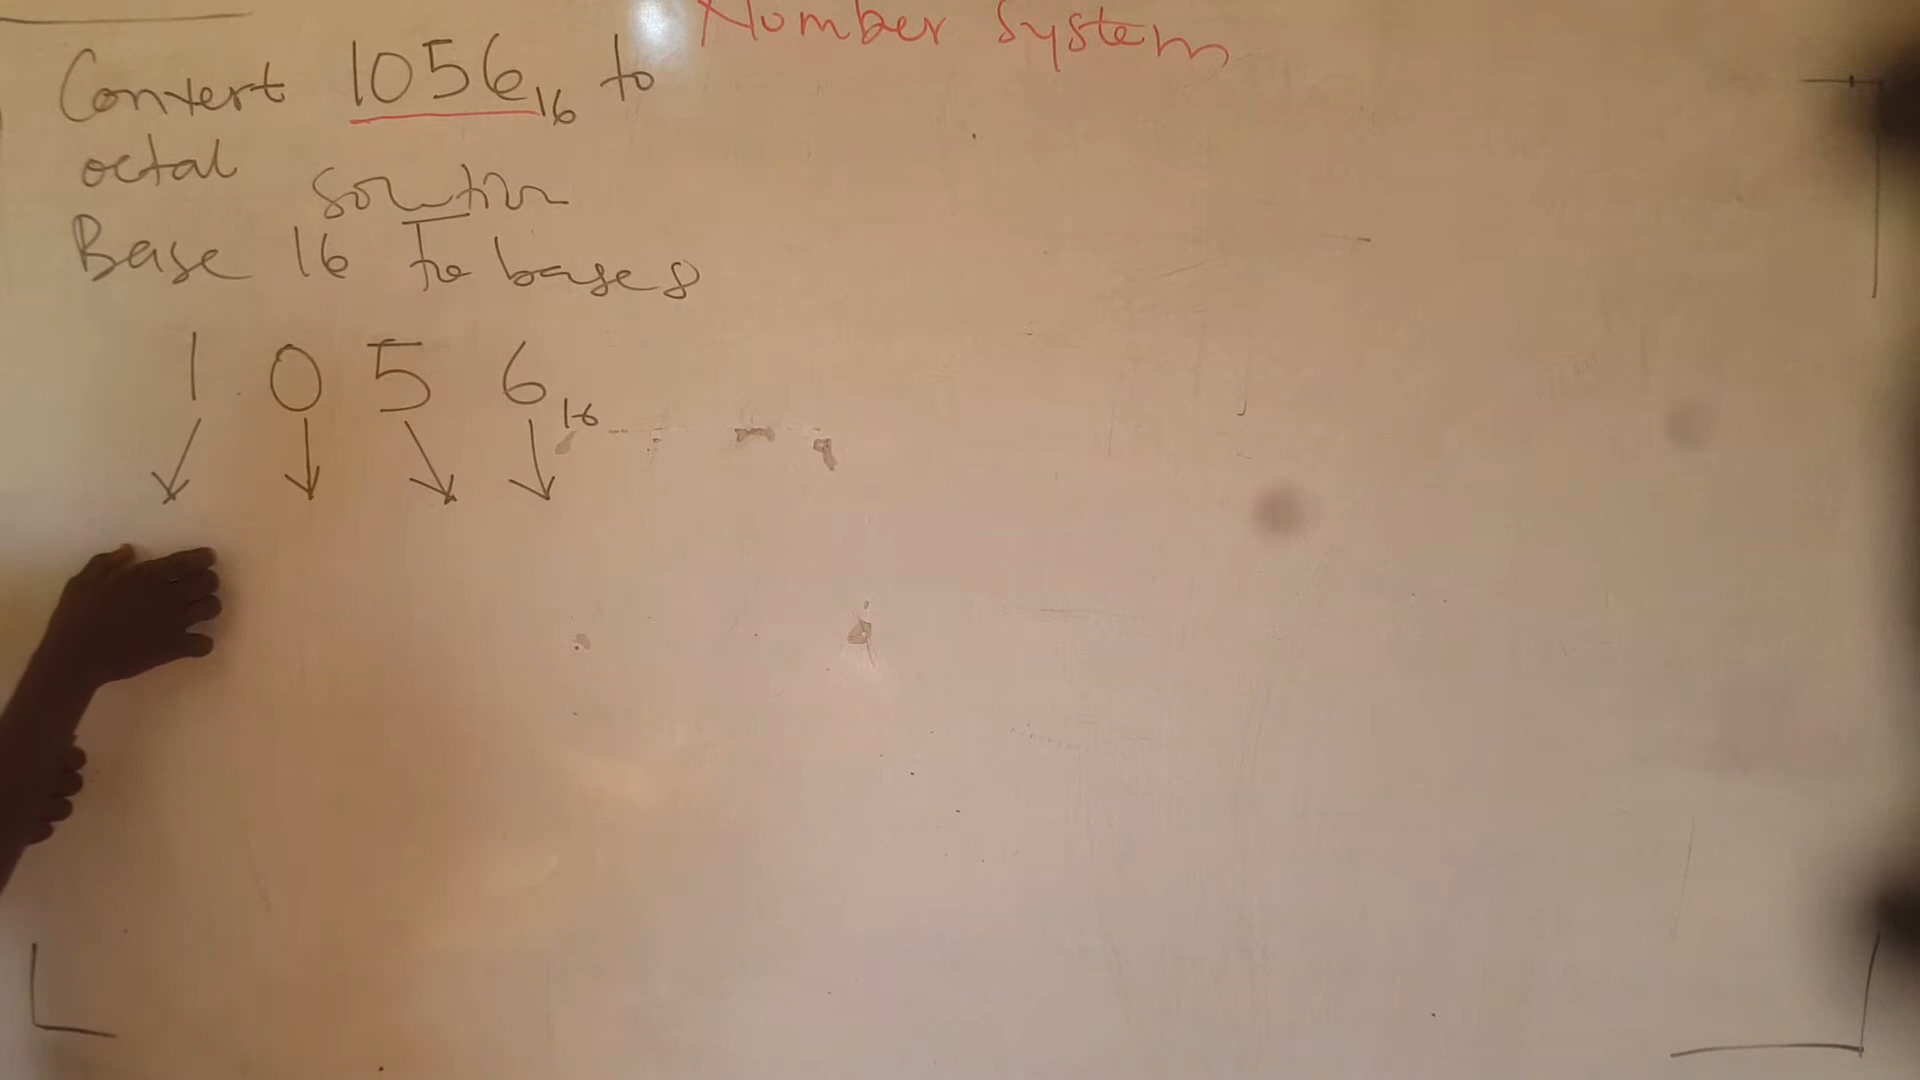 Number System
Convert 1056₁₆ to
octal
Solution
Base 16 to base 8
1 0 5 6₁₆